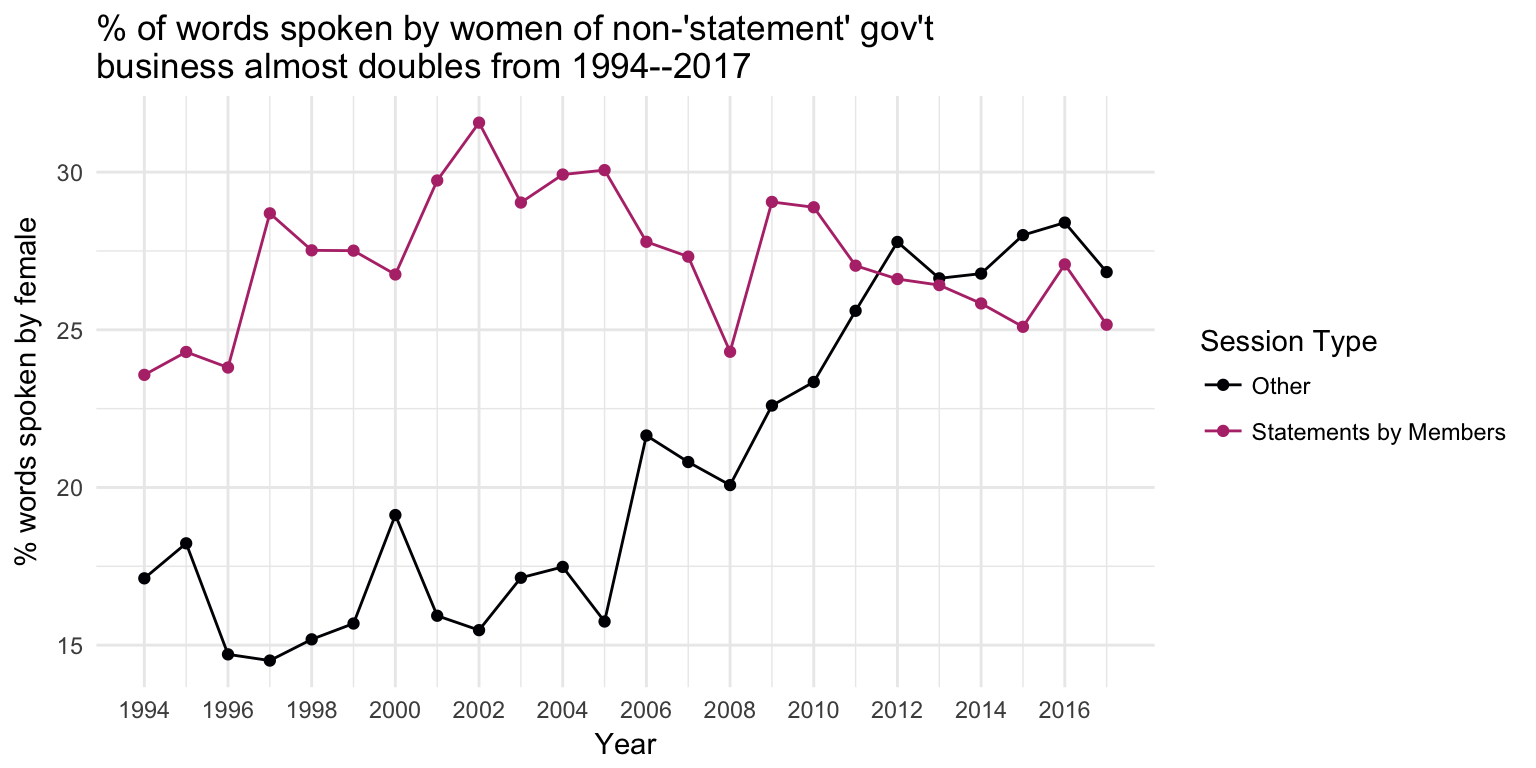 % of words spoken by women of non-'statement' gov't
business almost doubles from 1994--2017
% words spoken by female
30
25
20
15
1994 1996 1998 2000 2002 2004 2006 2008 2010 2012 2014 2016
Year
Session Type
Other
Statements by Members